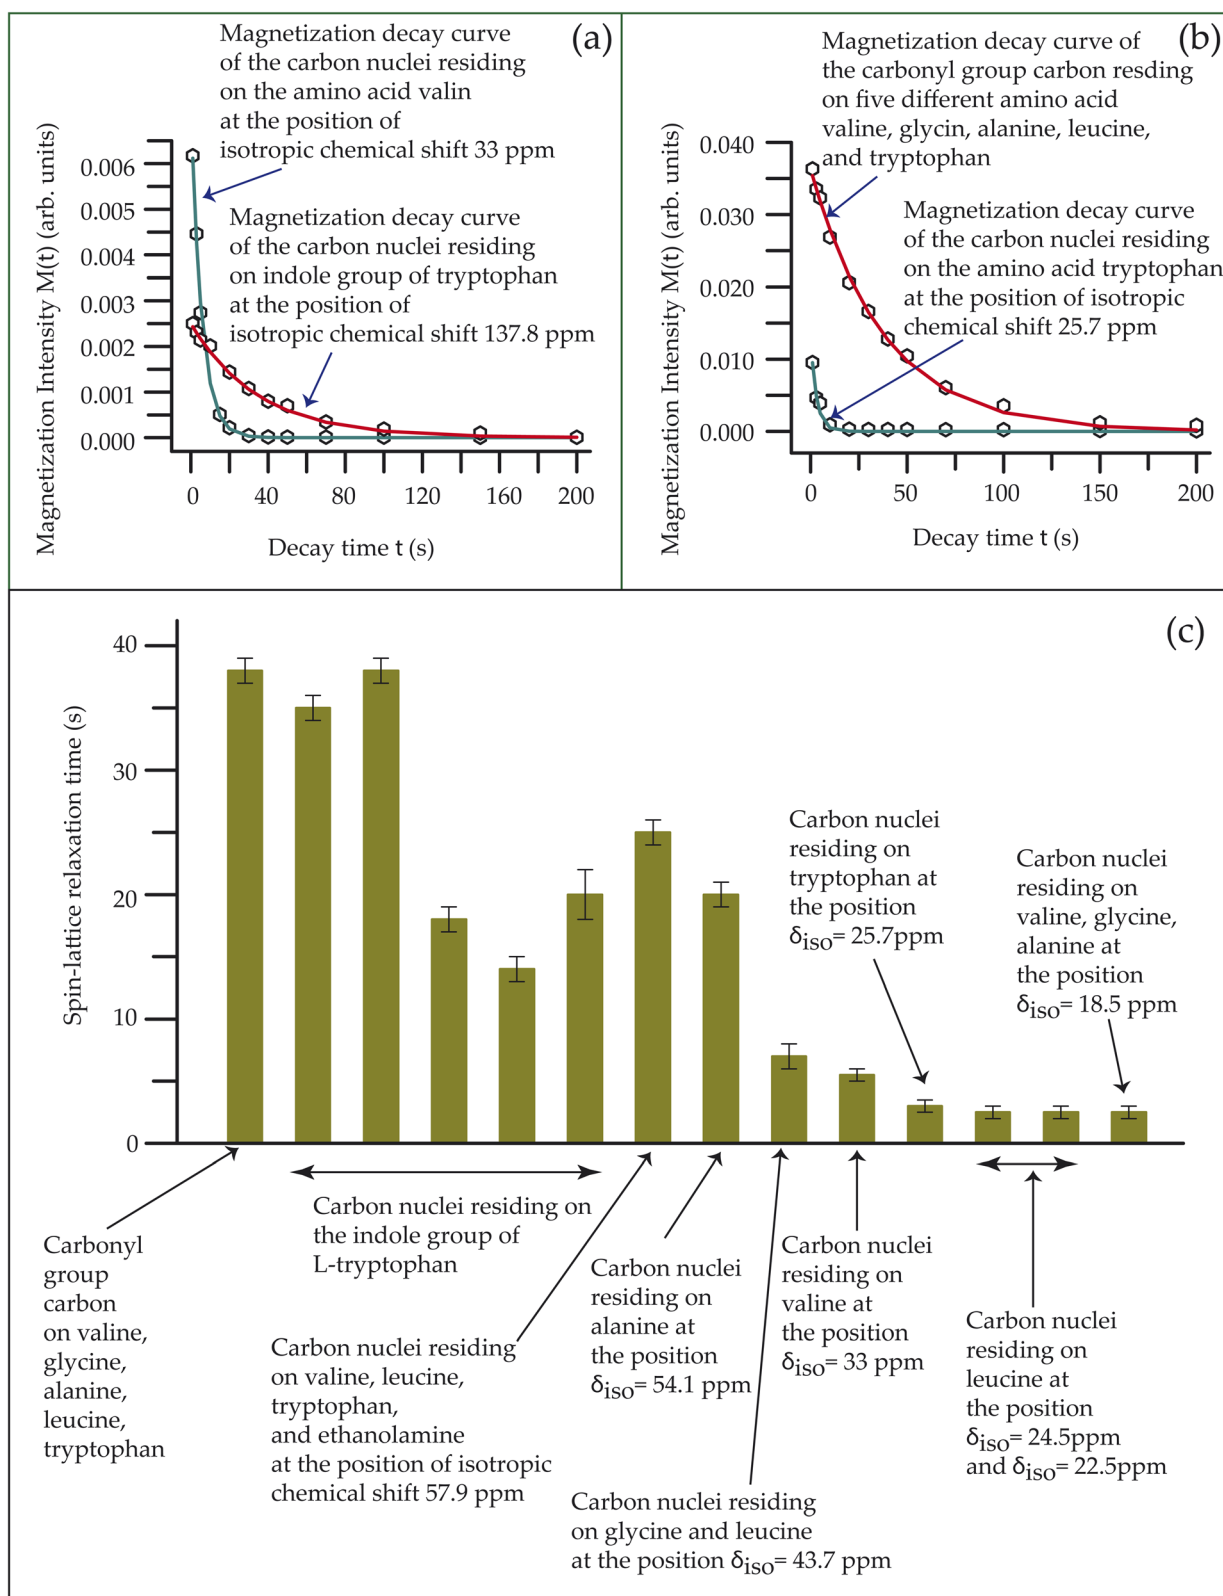 (a)
Magnetization decay curve
of the carbon nuclei residing
on the amino acid valin
at the position of
isotropic chemical shift 33 ppm
Magnetization decay curve
of the carbon nuclei residing
on indole group of tryptophan
at the position of
isotropic chemical shift 137.8 ppm
Magnetization Intensity M(t) (arb. units)
0.006
0.005
0.004
0.003
0.002
0.001
0.000
0 40 80 120 160 200
Decay time t (s)
(b)
Magnetization decay curve of
the carbonyl group carbon resding
on five different amino acid
valine, glycin, alanine, leucine,
and tryptophan
Magnetization decay curve
of the carbon nuclei residing
on the amino acid tryptophan
at the position of isotropic
chemical shift 25.7 ppm
Magnetization Intensity M(t) (arb. units)
0.040
0.030
0.020
0.010
0.000
0 50 100 150 200
Decay time t (s)
(c)
Spin-lattice relaxation time (s)
40
30
20
10
0
Carbon nuclei
residing on
tryptophan at
the position
δiso= 25.7ppm
Carbon nuclei
residing on
valine, glycine,
alanine at
the position
δiso= 18.5 ppm
Carbonyl
group
carbon
on valine,
glycine,
alanine,
leucine,
tryptophan
Carbon nuclei residing on
the indole group of
L-tryptophan
Carbon nuclei residing
on valine, leucine,
tryptophan,
and ethanolamine
at the position of isotropic
chemical shift 57.9 ppm
Carbon nuclei
residing on
alanine at
the position
δiso= 54.1 ppm
Carbon nuclei residing
on glycine and leucine
at the position δiso= 43.7 ppm
Carbon nuclei
residing on
valine at
the position
δiso= 33 ppm
Carbon nuclei
residing on
leucine at
the position
δiso= 24.5ppm
and δiso= 22.5ppm